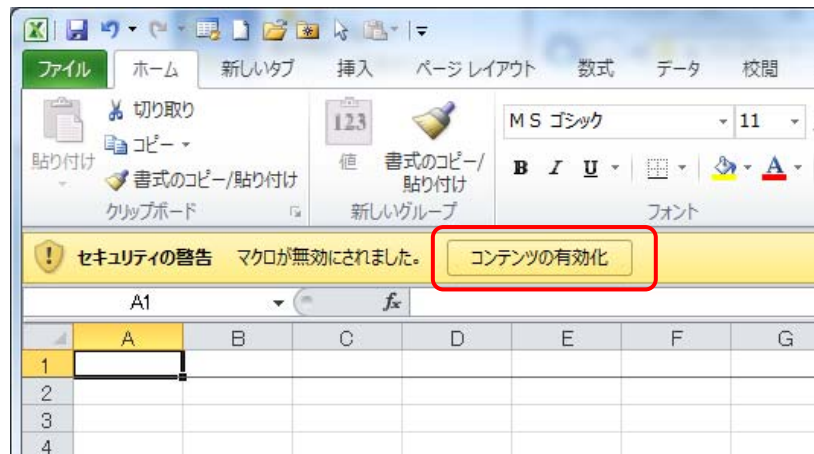 ファイル ホーム 新しいタブ 挿入 ページ レイアウト 数式 データ 校閲
貼り付け
切り取り
コピー
書式のコピー/貼り付け
クリップボード
123
値
書式のコピー/
貼り付け
新しいグループ
MS ゴシック 11
B I U A
フォント
セキュリティの警告 マクロが無効にされました。 コンテンツの有効化
A1 fx
A B C D E F G
1
2
3
4